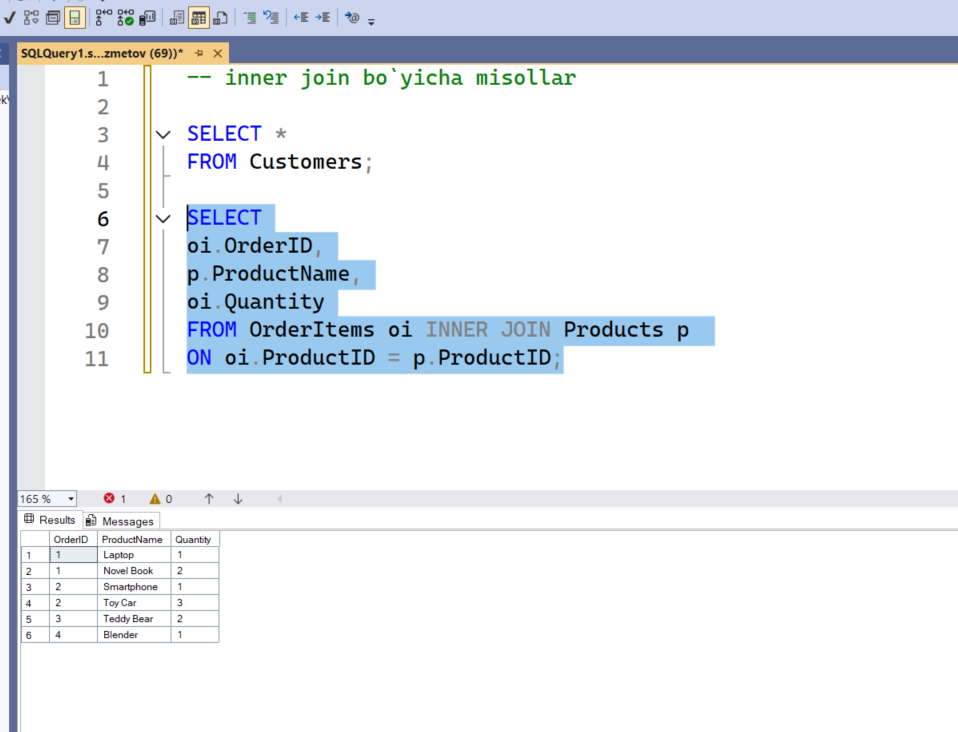 SQLQuery1.s...zmetov (69))*
1 -- inner join bo`yicha misollar
2
3 SELECT *
4 FROM Customers;
5
6 SELECT
7 oi.OrderID,
8 p.ProductName,
9 oi.Quantity
10 FROM OrderItems oi INNER JOIN Products p
11 ON oi.ProductID = p.ProductID;
165 % 1 0
Results Messages
OrderID ProductName Quantity
1 1 Laptop 1
2 1 Novel Book 2
3 2 Smartphone 1
4 2 Toy Car 3
5 3 Teddy Bear 2
6 4 Blender 1